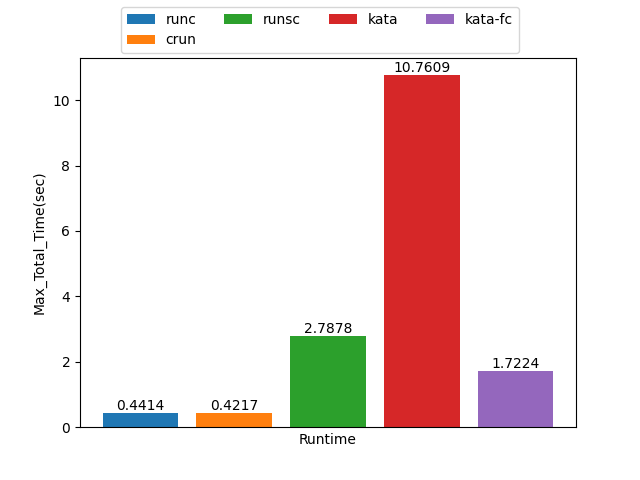 runc runsc kata kata-fc
crun
10.7609
10
8
6
4
2.7878
2
1.7224
0.4414 0.4217
0
Max_Total_Time(sec)
Runtime